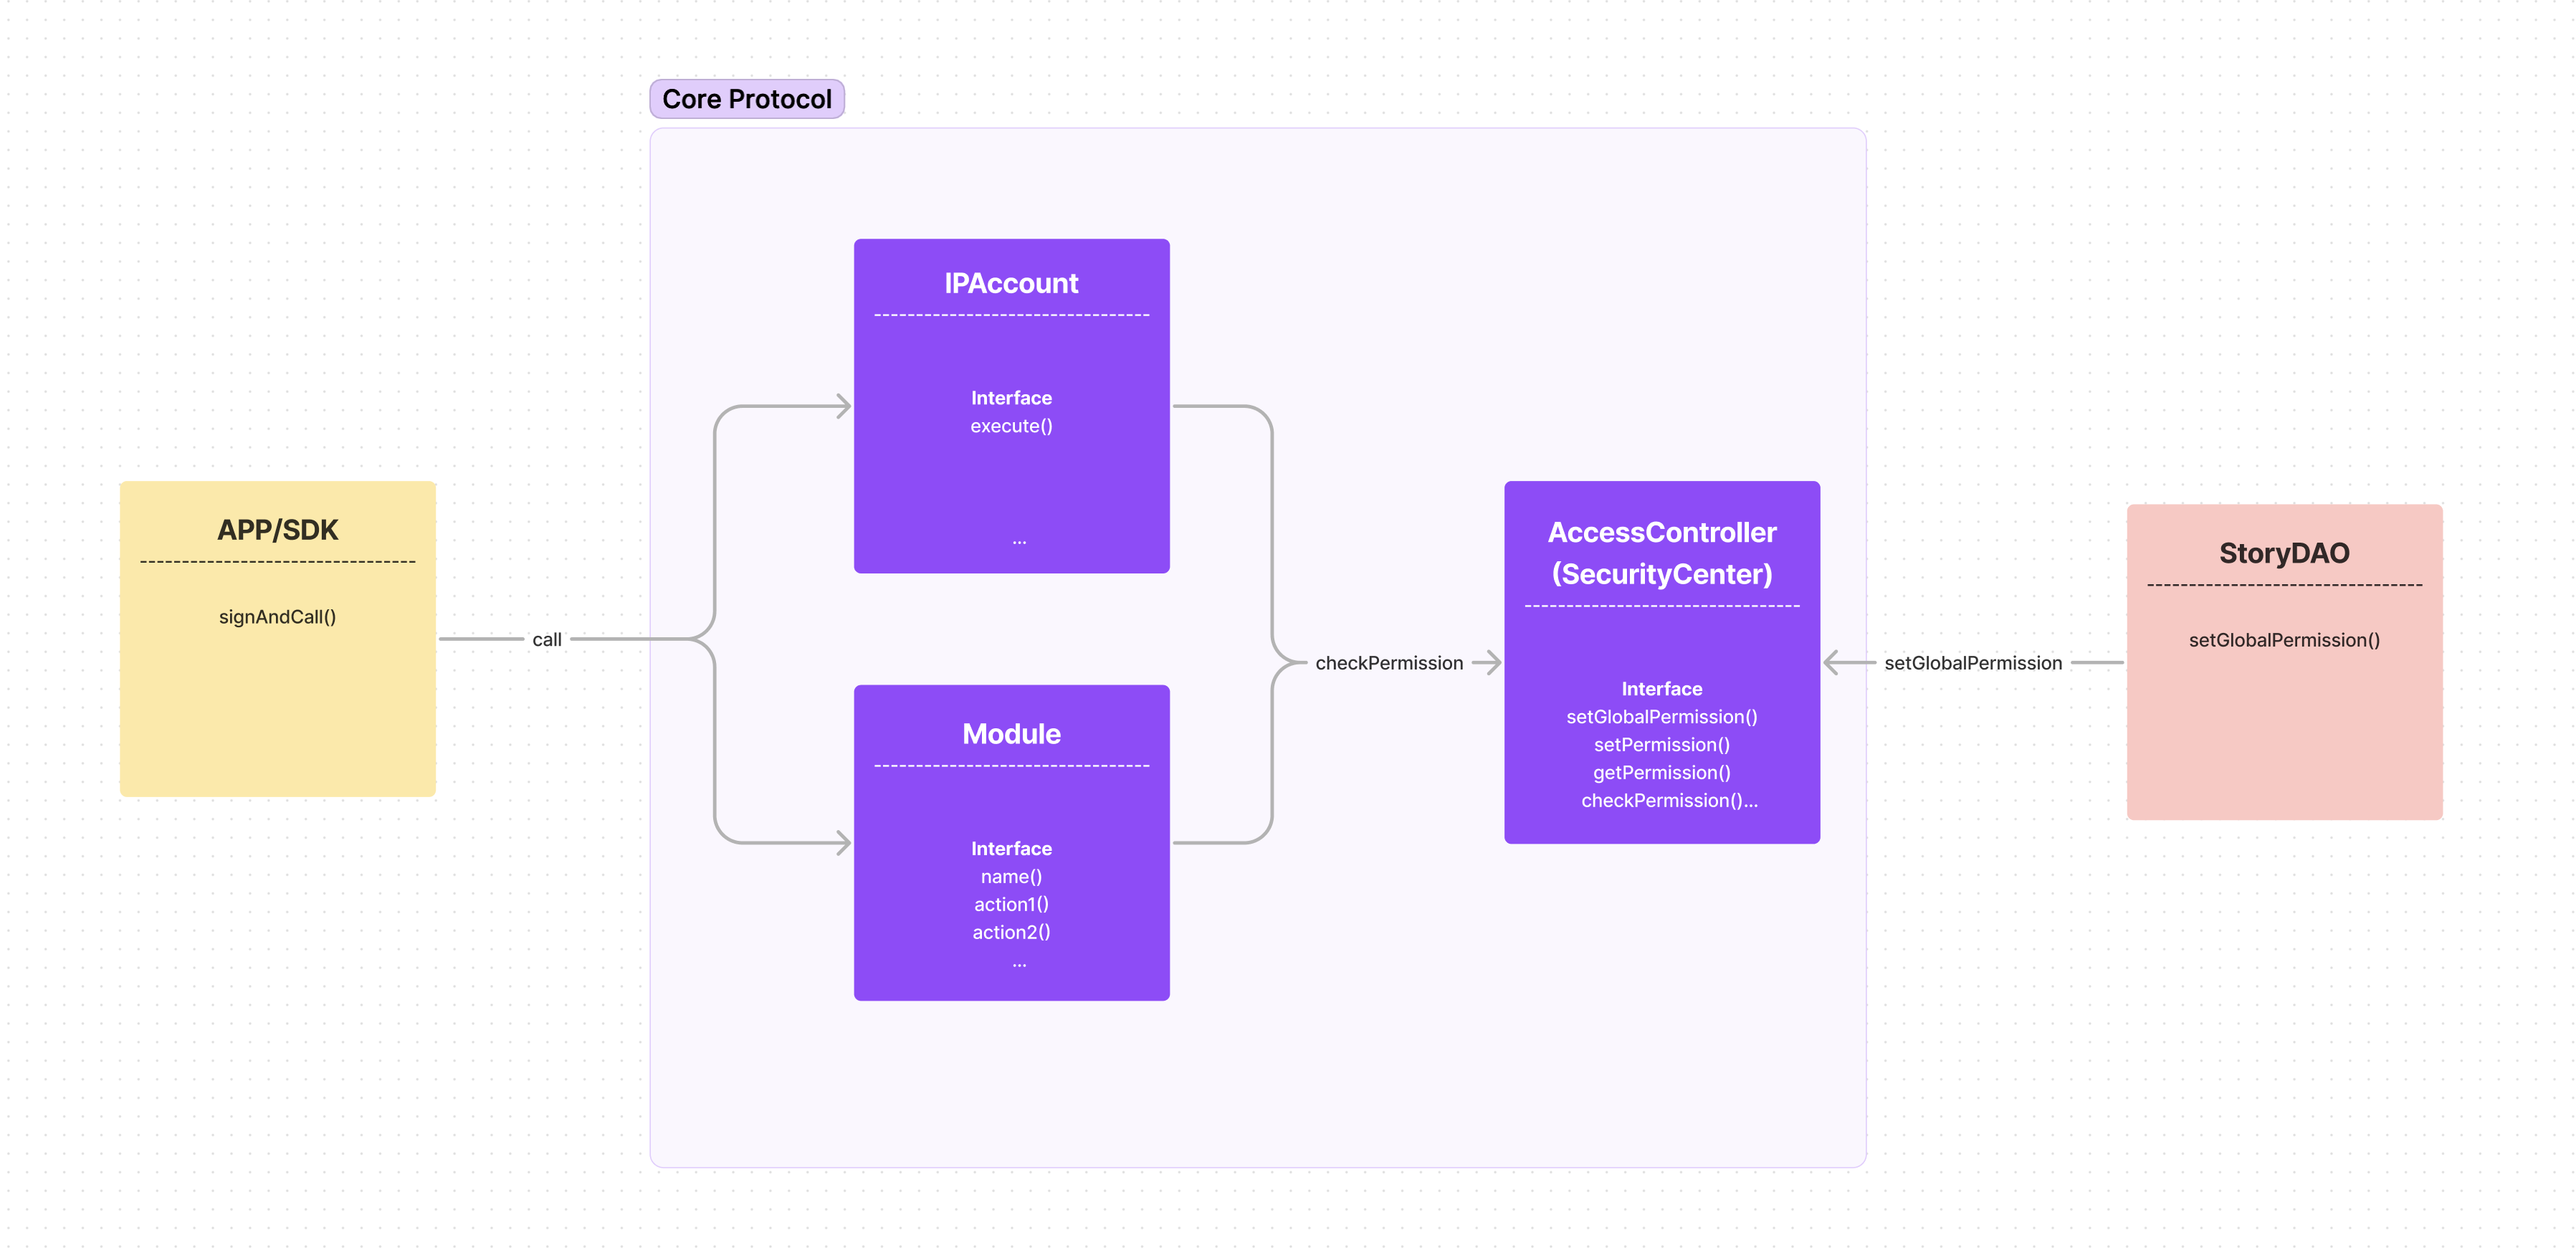 Core Protocol
APP/SDK
signAndCall()
call
IPAccount
Interface
execute()
...
Module
Interface
name()
action1()
action2()
...
checkPermission
AccessController
(SecurityCenter)
Interface
setGlobalPermission()
setPermission()
getPermission()
checkPermission()...
setGlobalPermission
StoryDAO
setGlobalPermission()